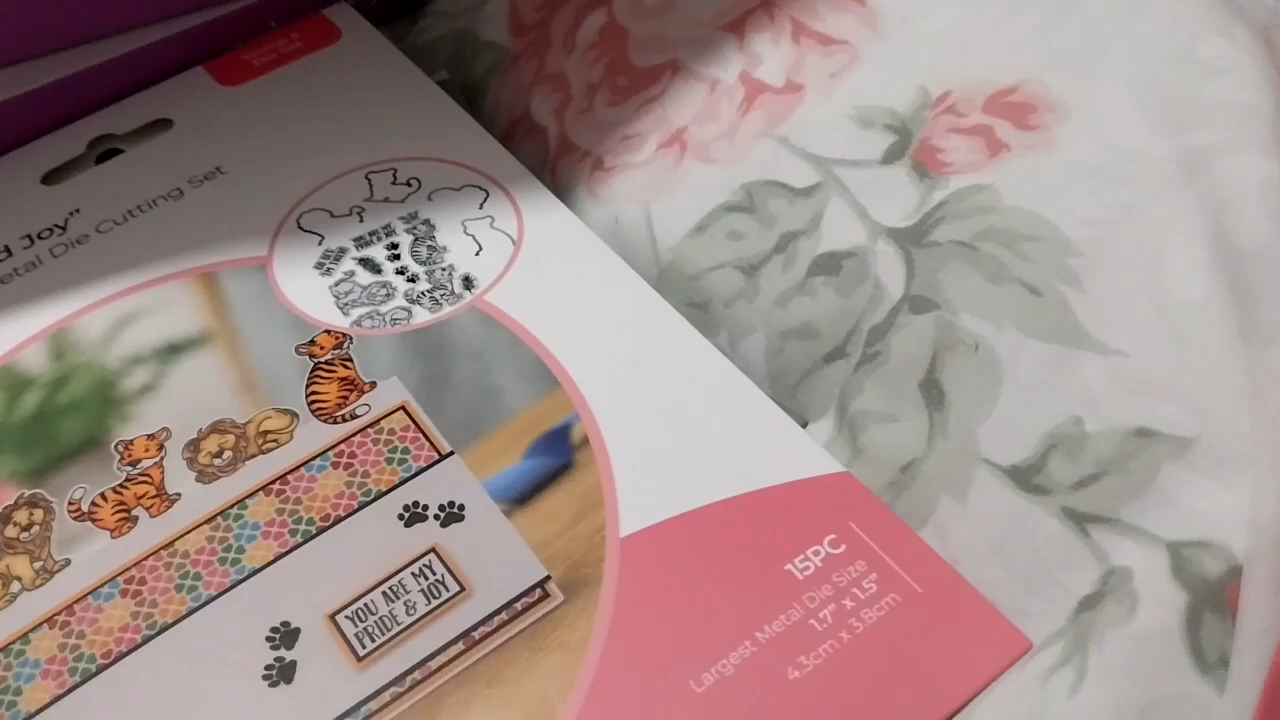 d Joy"
etal Die Cutting Set
YOU ARE MY
PRIDE & JOY
15PC
Largest Metal Die Size
1.7" x 1.5"
4.3cm x 3.8cm